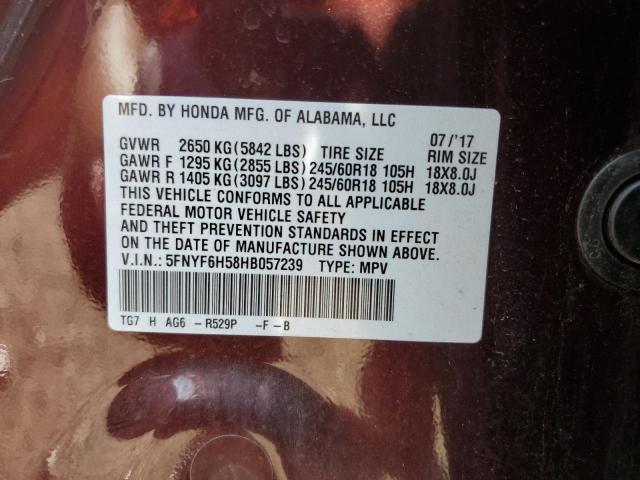 MFD. BY HONDA MFG. OF ALABAMA, LLC
07/'17
GVWR 2650 KG(5842 LBS) TIRE SIZE RIM SIZE
GAWR F 1295 KG(2855 LBS)245/60R18 105H 18X8.0J
GAWR R 1405 KG(3097 LBS)245/60R18 105H 18X8.0J
THIS VEHICLE CONFORMS TO ALL APPLICABLE
FEDERAL MOTOR VEHICLE SAFETY
AND THEFT PREVENTION STANDARDS IN EFFECT
ON THE DATE OF MANUFACTURE SHOWN ABOVE.
V.I.N.: 5FNYF6H58HB057239 TYPE: MPV
TG7 H AG6 - R529P -F-B